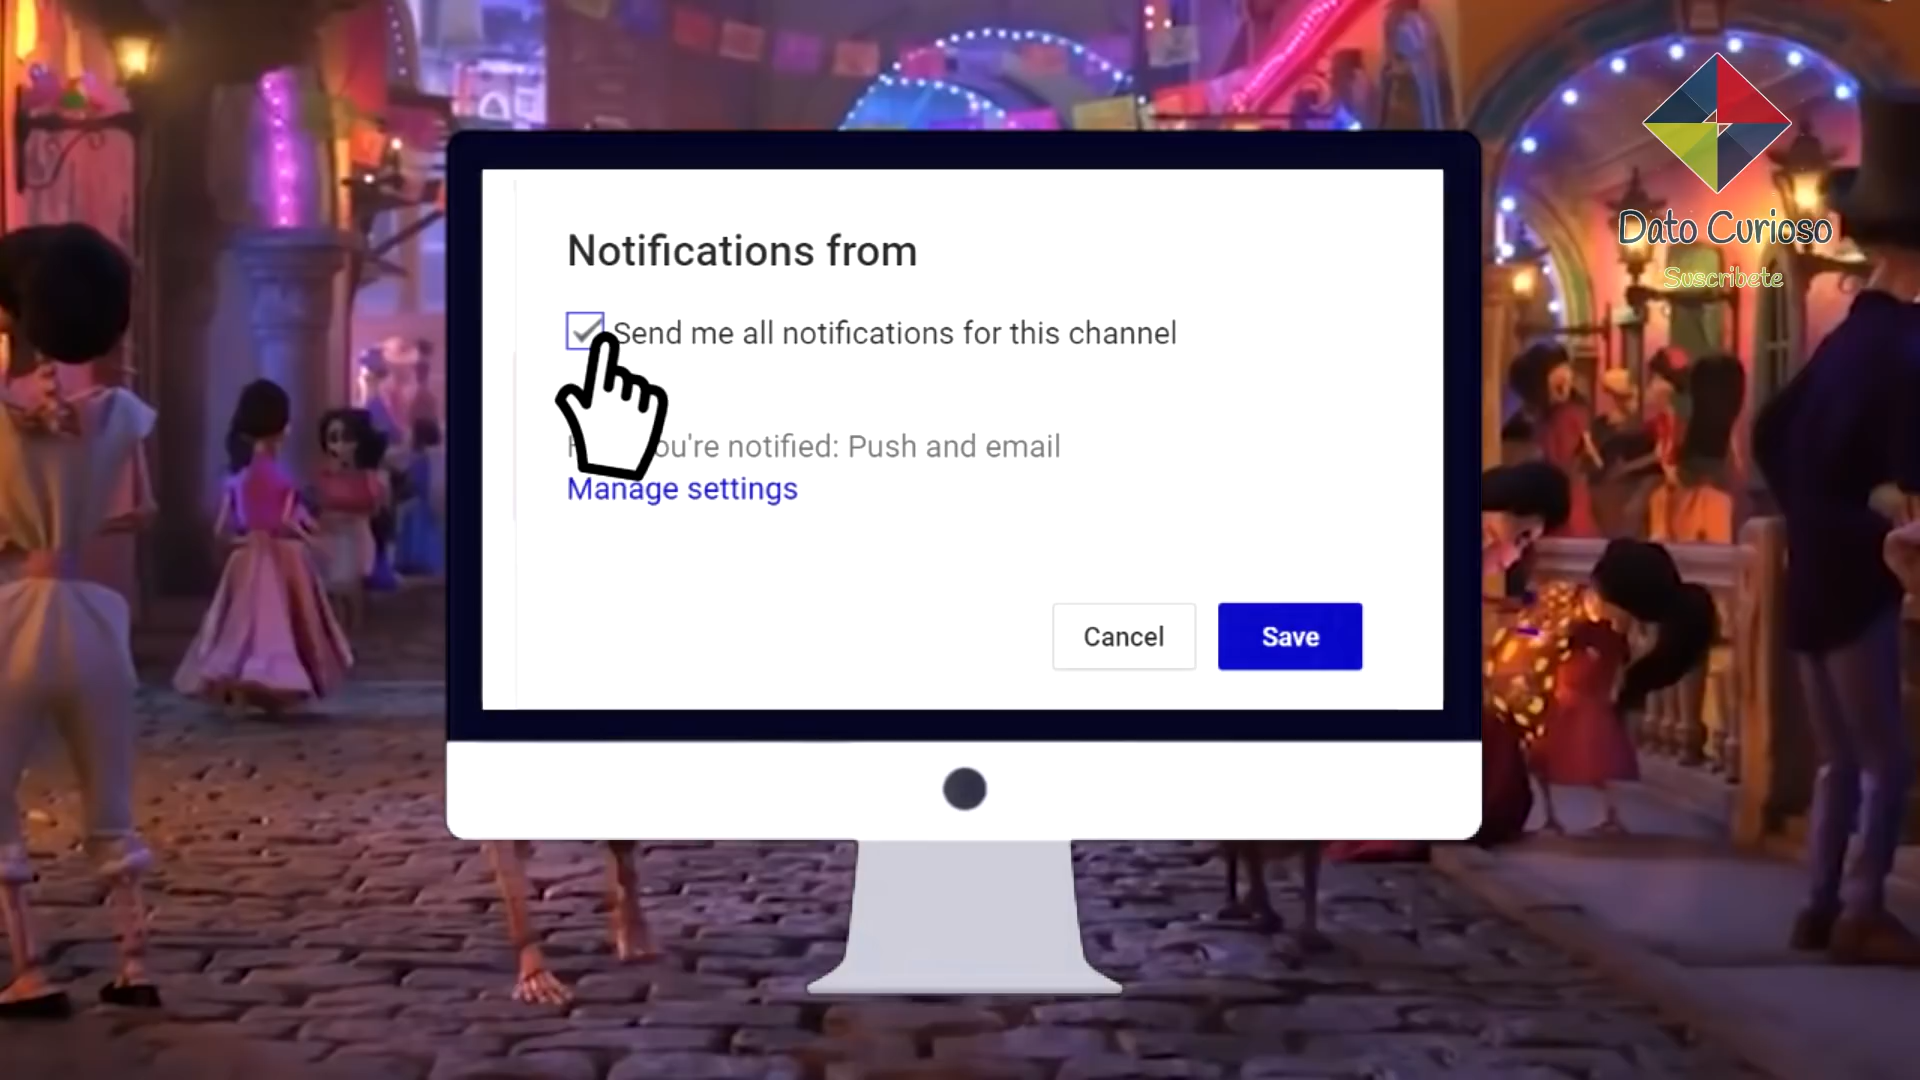 Dato Curioso
Suscribete
Notifications from
Send me all notifications for this channel
ou're notified: Push and email
Manage settings
Cancel
Save